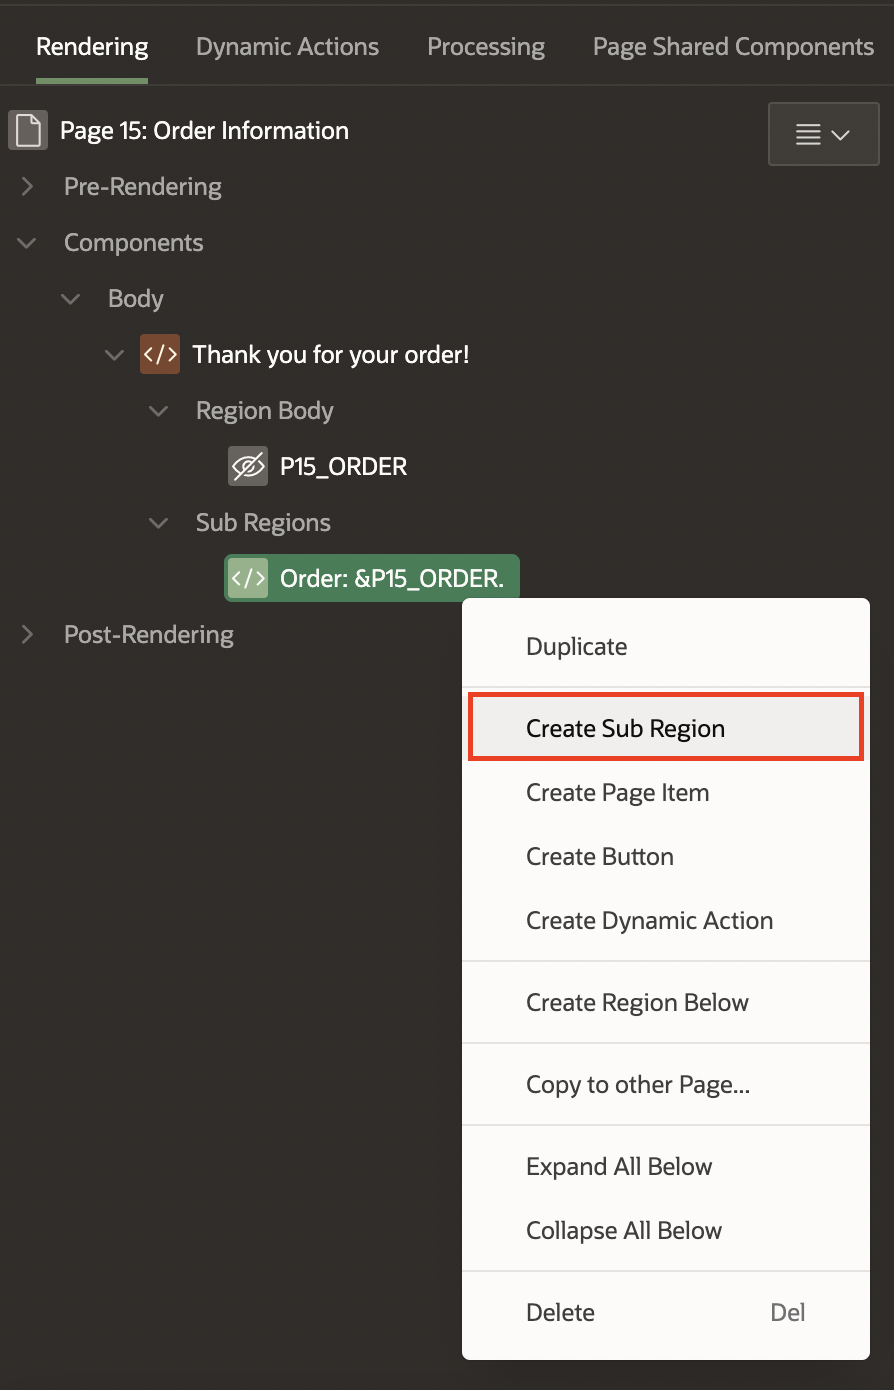 Rendering Dynamic Actions Processing Page Shared Components
Page 15: Order Information
Pre-Rendering
Components
Body
</> Thank you for your order!
Region Body
P15_ORDER
Sub Regions
</> Order: &P15_ORDER.
Post-Rendering
Duplicate
Create Sub Region
Create Page Item
Create Button
Create Dynamic Action
Create Region Below
Copy to other Page...
Expand All Below
Collapse All Below
Delete Del